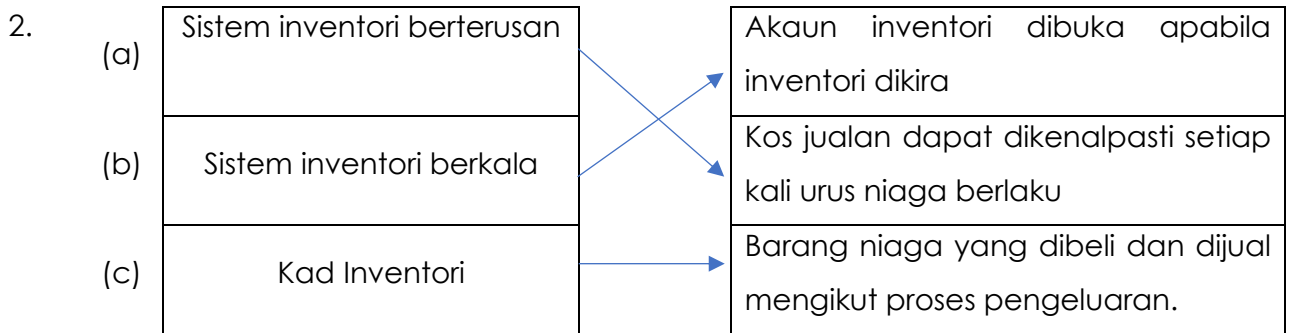 2.
(a)
Sistem inventori berterusan
Akaun inventori dibuka apabila
inventori dikira
(b)
Sistem inventori berkala
Kos jualan dapat dikenalpasti setiap
kali urus niaga berlaku
(c)
Kad Inventori
Barang niaga yang dibeli dan dijual
mengikut proses pengeluaran.